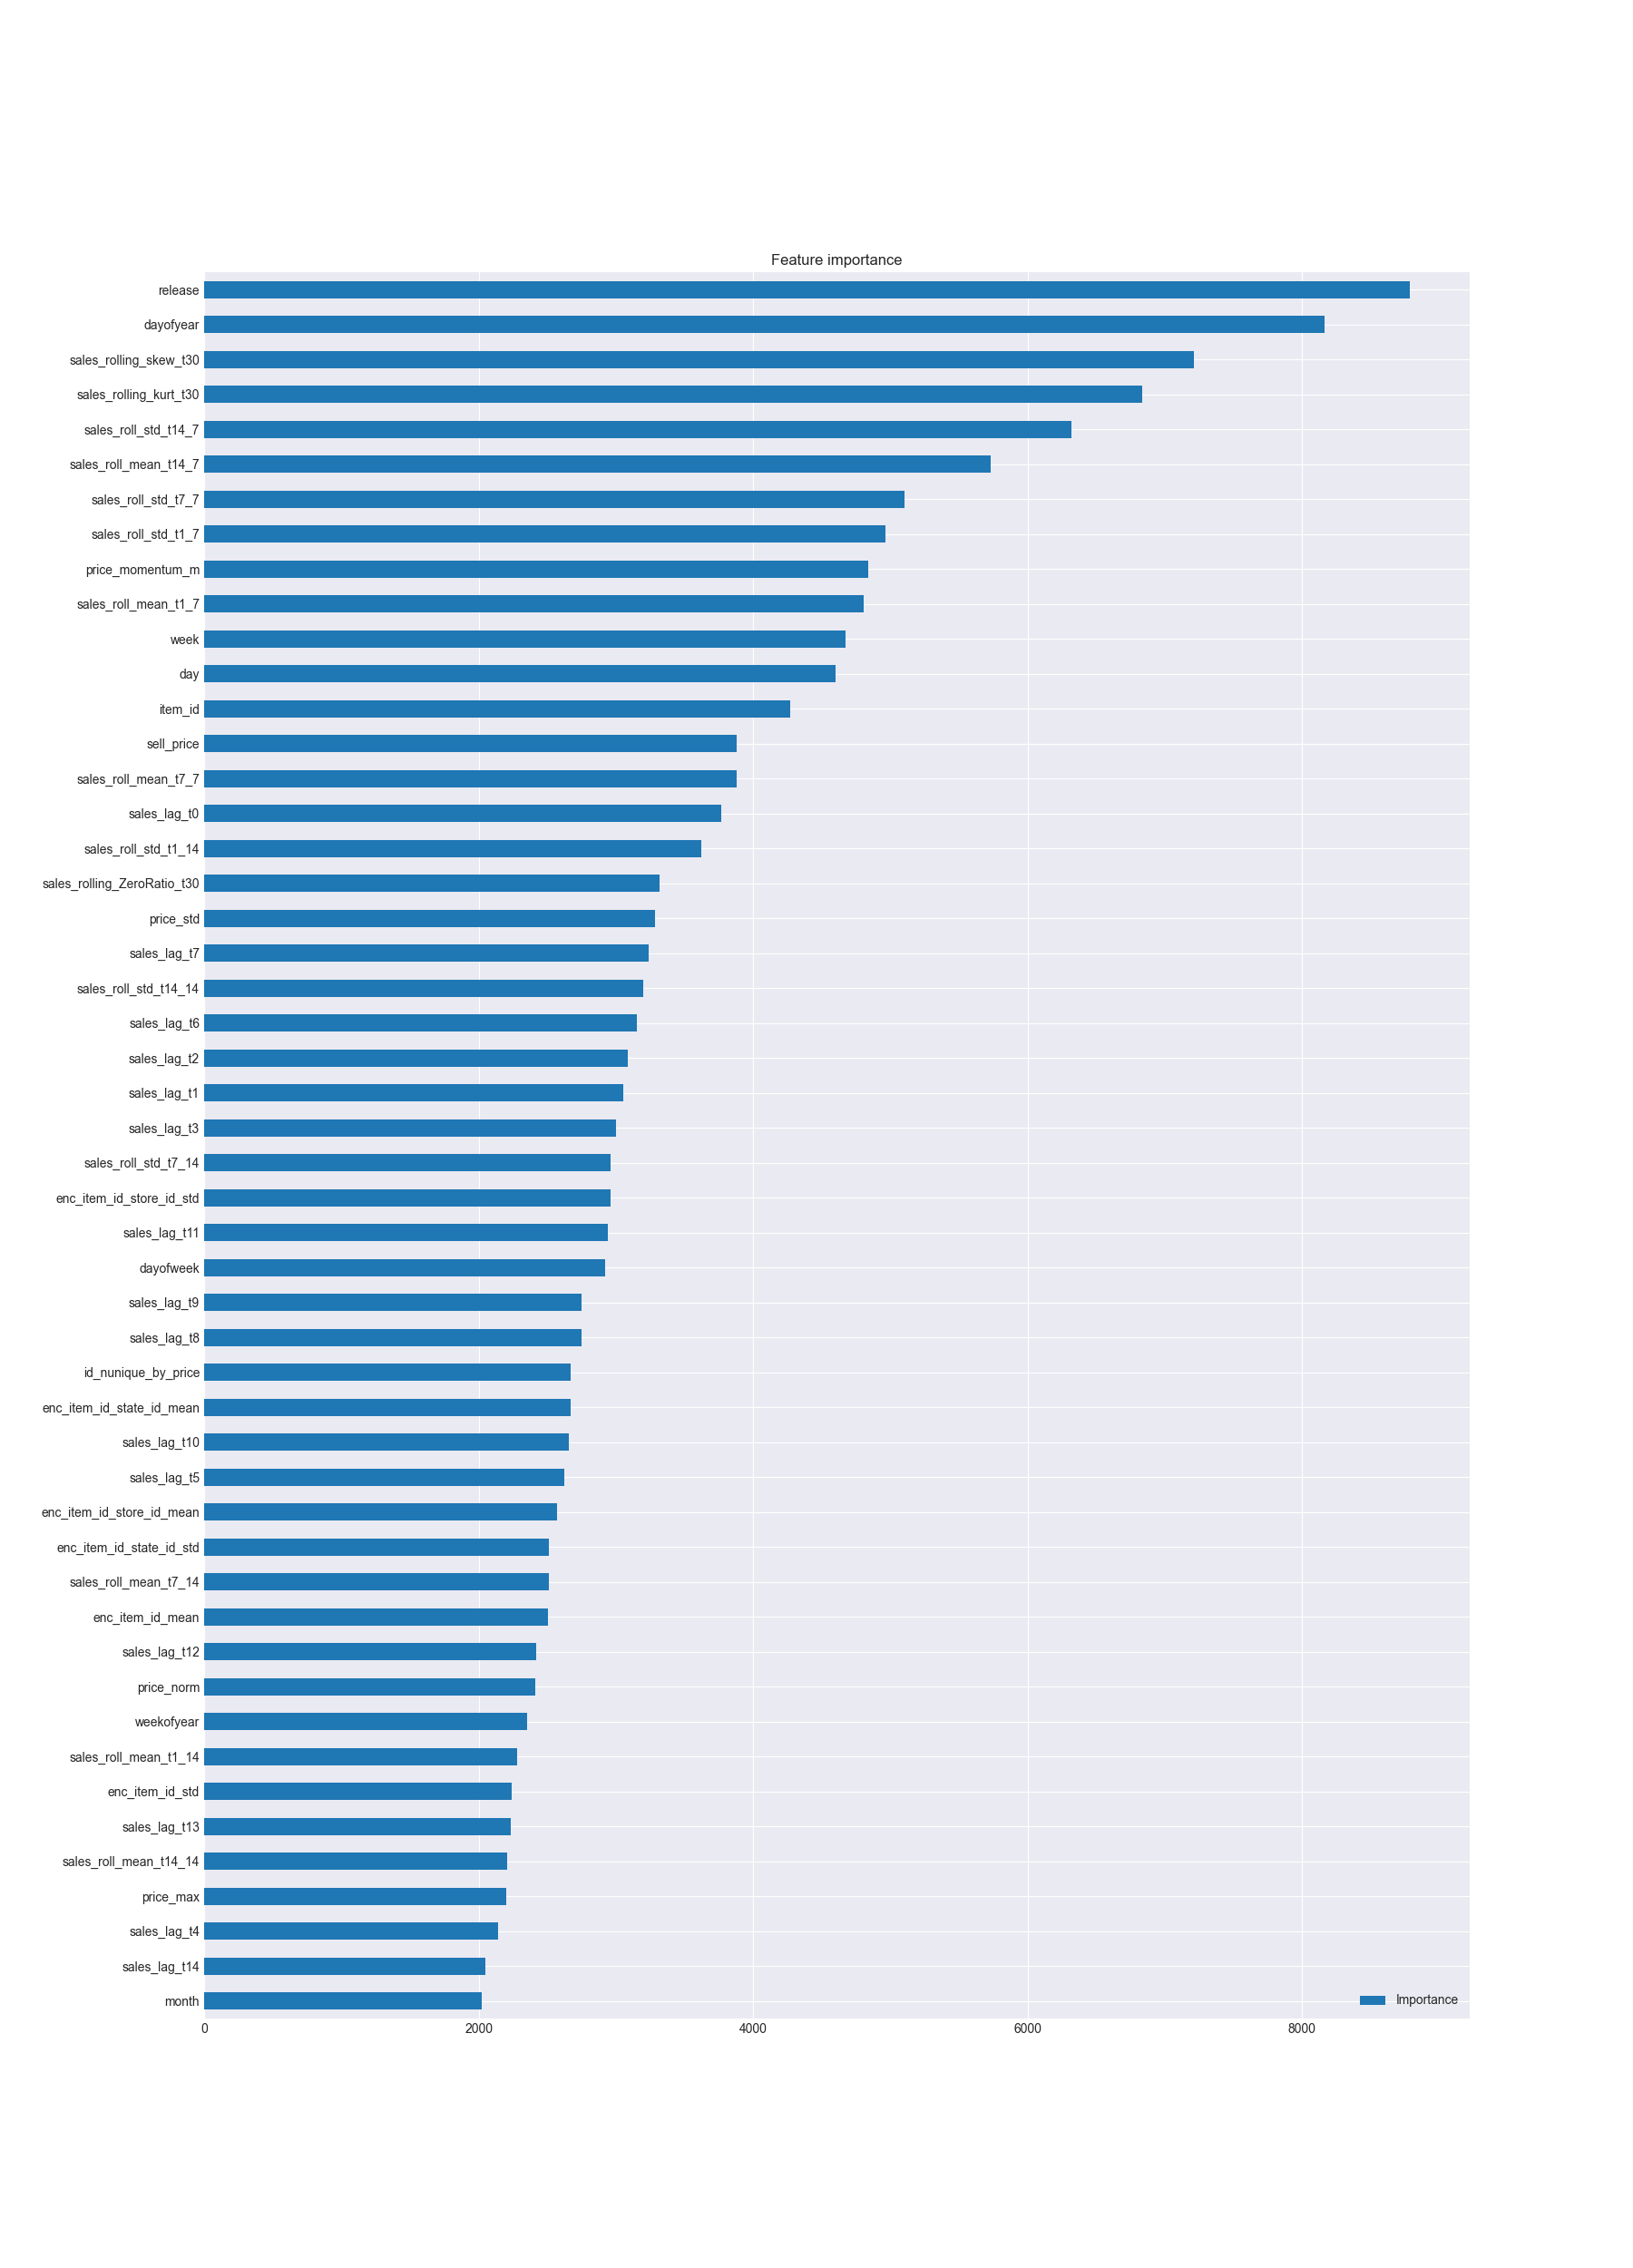 Feature importance
release
dayofyear
sales_rolling_skew_t30
sales_rolling_kurt_t30
sales_roll_std_t14_7
sales_roll_mean_t14_7
sales_roll_std_t7_7
sales_roll_std_t1_7
price_momentum_m
sales_roll_mean_t1_7
week
day
item_id
sell_price
sales_roll_mean_t7_7
sales_lag_t0
sales_roll_std_t1_14
sales_rolling_ZeroRatio_t30
price_std
sales_lag_t7
sales_roll_std_t14_14
sales_lag_t6
sales_lag_t2
sales_lag_t1
sales_lag_t3
sales_roll_std_t7_14
enc_item_id_store_id_std
sales_lag_t11
dayofweek
sales_lag_t9
sales_lag_t8
id_nunique_by_price
enc_item_id_state_id_mean
sales_lag_t10
sales_lag_t5
enc_item_id_store_id_mean
enc_item_id_state_id_std
sales_roll_mean_t7_14
enc_item_id_mean
sales_lag_t12
price_norm
weekofyear
sales_roll_mean_t1_14
enc_item_id_std
sales_lag_t13
sales_roll_mean_t14_14
price_max
sales_lag_t4
sales_lag_t14
month
Importance
0 2000 4000 6000 8000